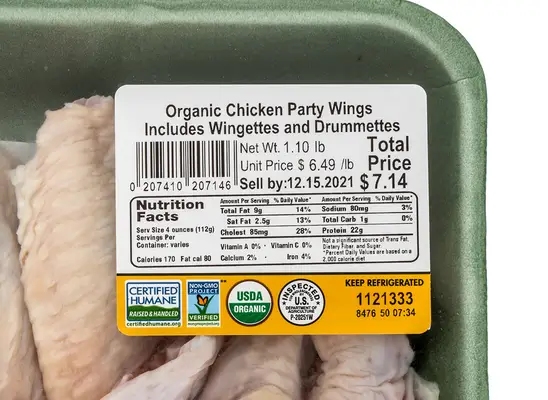 Organic Chicken Party Wings
Includes Wingettes and Drummettes
Net Wt. 1.10 lb
Unit Price $ 6.49 /lb
Sell by:12.15.2021
Total
Price
$7.14
0 207410 207146
Nutrition
Facts
Serv Size 4 ounces (112g)
Servings Per
Container: varies
Calories 170 Fat cal 80
Amount Per Serving % Daily Value*
Total Fat 9g 14%
Sat Fat 2.5g 13%
Cholest 85mg 28%
Vitamin A 0% · Vitamin C 0%
Calcium 2% · Iron 4%
Amount Per Serving % Daily Value*
Sodium 80mg 3%
Total Carb 1g 0%
Protein 22g
Not a significant source of Trans Fat,
Dietary Fiber, and Sugar.
*Percent Daily Values are based on a
2,000 calorie diet
CERTIFIED
HUMANE
RAISED & HANDLED
certifiedhumane.org
NON-GMO
PROJECT
VERIFIED
nongmoproject.org
USDA
ORGANIC
INSPECTED
FOR WHOLESOMENESS BY
U.S.
DEPARTMENT OF
AGRICULTURE
P-20251W
KEEP REFRIGERATED
1121333
8476 50 07:34